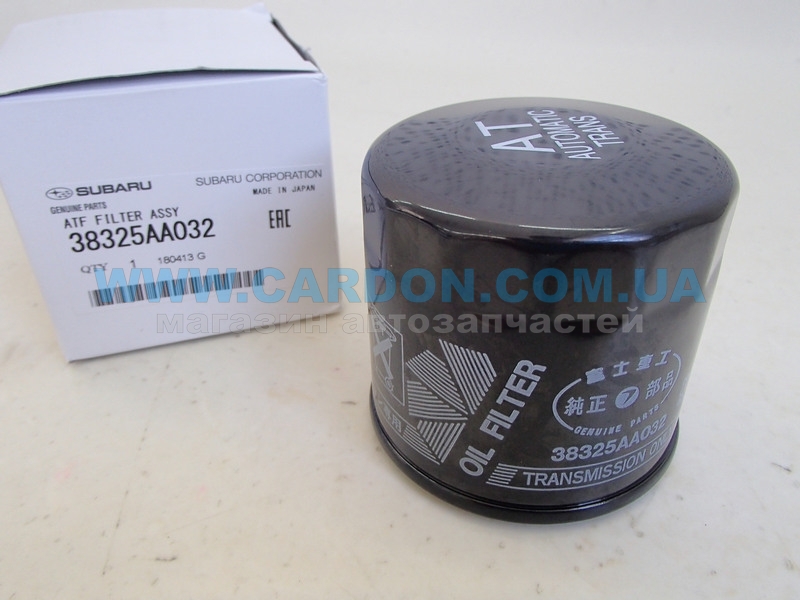 SUBARU
SUBARU CORPORATION
MADE IN JAPAN
GENUINE PARTS
ATF FILTER ASSY
38325AA032
EAC
QTY 1 180413 G
AT
AUTOMATIC
TRANS
WWW.CARDON.COM.UA
магазин автозапчастей
OIL FILTER
TRANSMISSION
富士重工
純正 部品
GENUINE PARTS
38325AA032